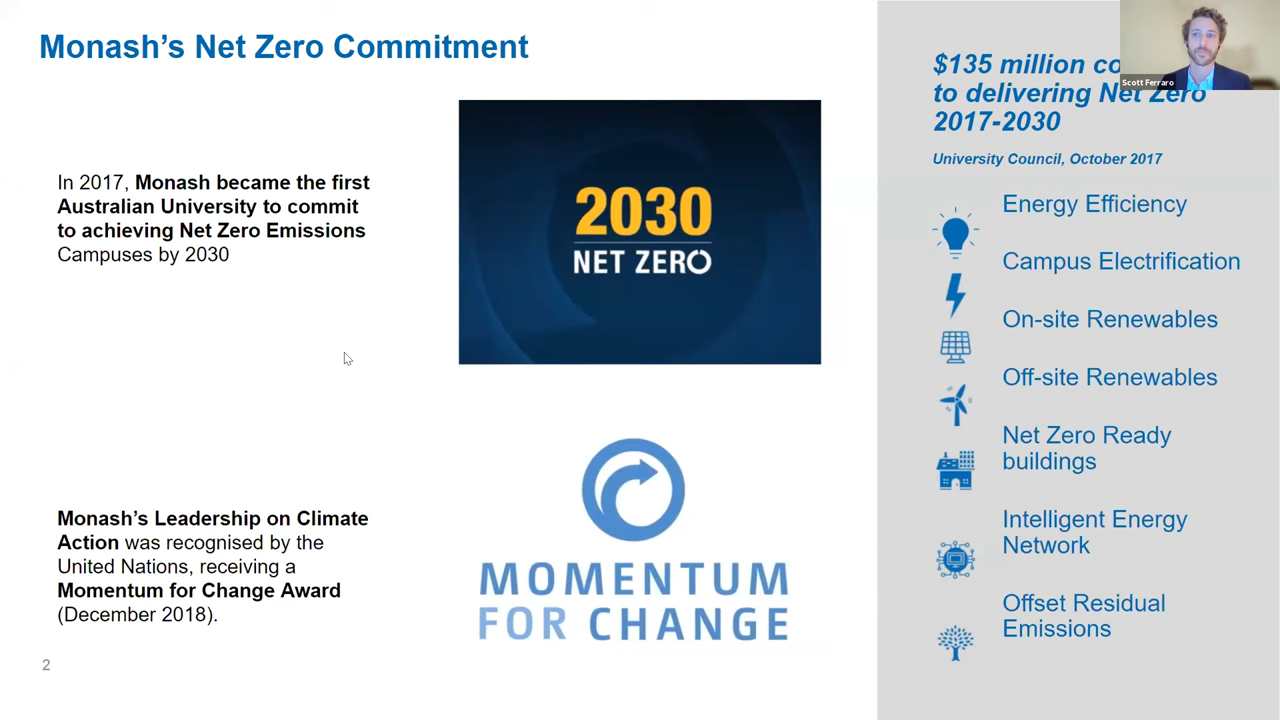 Monash’s Net Zero Commitment
In 2017, Monash became the first
Australian University to commit
to achieving Net Zero Emissions
Campuses by 2030
2030
NET ZERO
Monash’s Leadership on Climate
Action was recognised by the
United Nations, receiving a
Momentum for Change Award
(December 2018).
MOMENTUM
FOR CHANGE
2
$135 million
to delivering Net Zero
2017-2030
University Council, October 2017
Energy Efficiency
Campus Electrification
On-site Renewables
Off-site Renewables
Net Zero Ready
buildings
Intelligent Energy
Network
Offset Residual
Emissions
Scott Ferraro